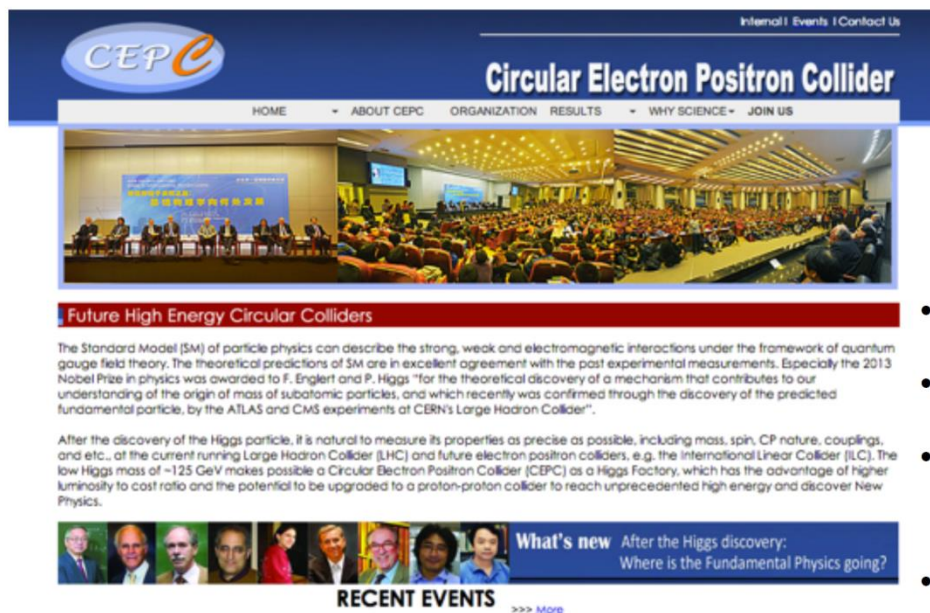 Internal I Events I Contact Us
CEPC
Circular Electron Positron Collider
HOME ABOUT CEPC ORGANIZATION RESULTS WHY SCIENCE JOIN US
Future High Energy Circular Colliders
The Standard Model (SM) of particle physics can describe the strong, weak and electromagnetic interactions under the framework of quantum
gauge field theory. The theoretical predictions of SM are in excellent agreement with the past experimental measurements. Especially the 2013
Nobel Prize in physics was awarded to F. Englert and P. Higgs "for the theoretical discovery of a mechanism that contributes to our
understanding of the origin of mass of subatomic particles, and which recently was confirmed through the discovery of the predicted
fundamental particle, by the ATLAS and CMS experiments at CERN's Large Hadron Collider".
After the discovery of the Higgs particle, it is natural to measure its properties as precise as possible, including mass, spin, CP nature, couplings,
and etc., at the current running Large Hadron Collider (LHC) and future electron positron colliders, e.g. the International Linear Collider (ILC). The
low Higgs mass of ~125 GeV makes possible a Circular Electron Positron Collider (CEPC) as a Higgs Factory, which has the advantage of higher
luminosity to cost ratio and the potential to be upgraded to a proton-proton collider to reach unprecedented high energy and discover New
Physics.
What's new After the Higgs discovery:
Where is the Fundamental Physics going?
RECENT EVENTS
>>> More